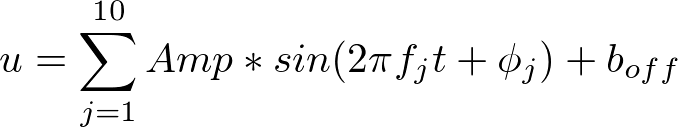 u = \sum_{j=1}^{10} Amp * sin(2\pi f_j t + \phi_j) + b_{off}